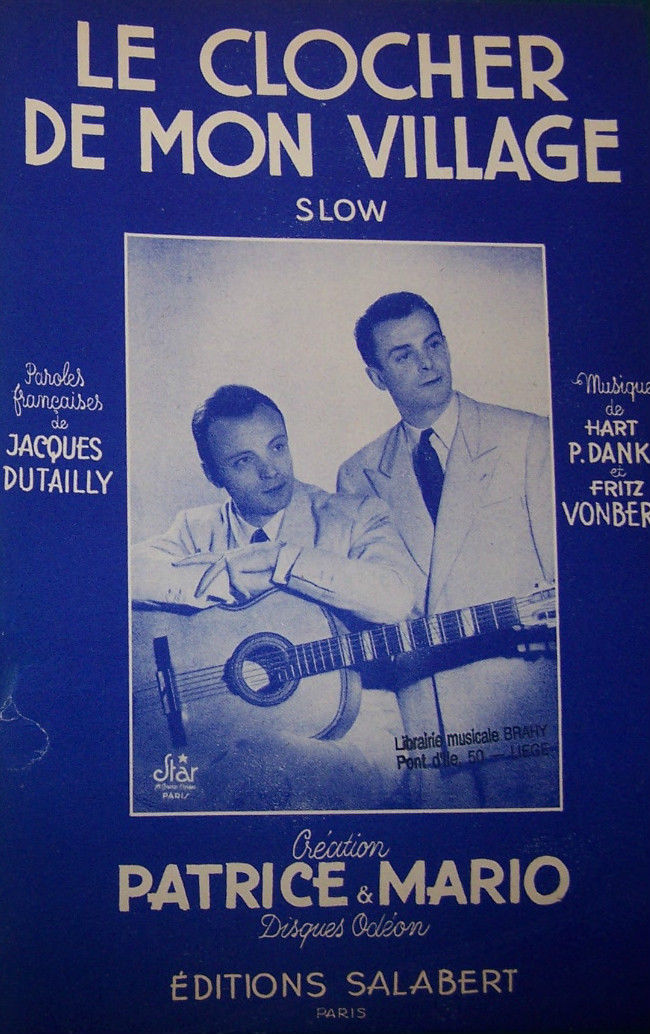 LE CLOCHER
DE MON VILLAGE
SLOW
Paroles
françaises
de
JACQUES
DUTAILLY
Musique
de
HART
P. DANK
et
FRITZ
VONBER
Librairie musicale BRAHY
Pont d'Ile. 50 — LIEGE
Star
PARIS
Création
PATRICE & MARIO
Disques Odéon
ÉDITIONS SALABERT
PARIS